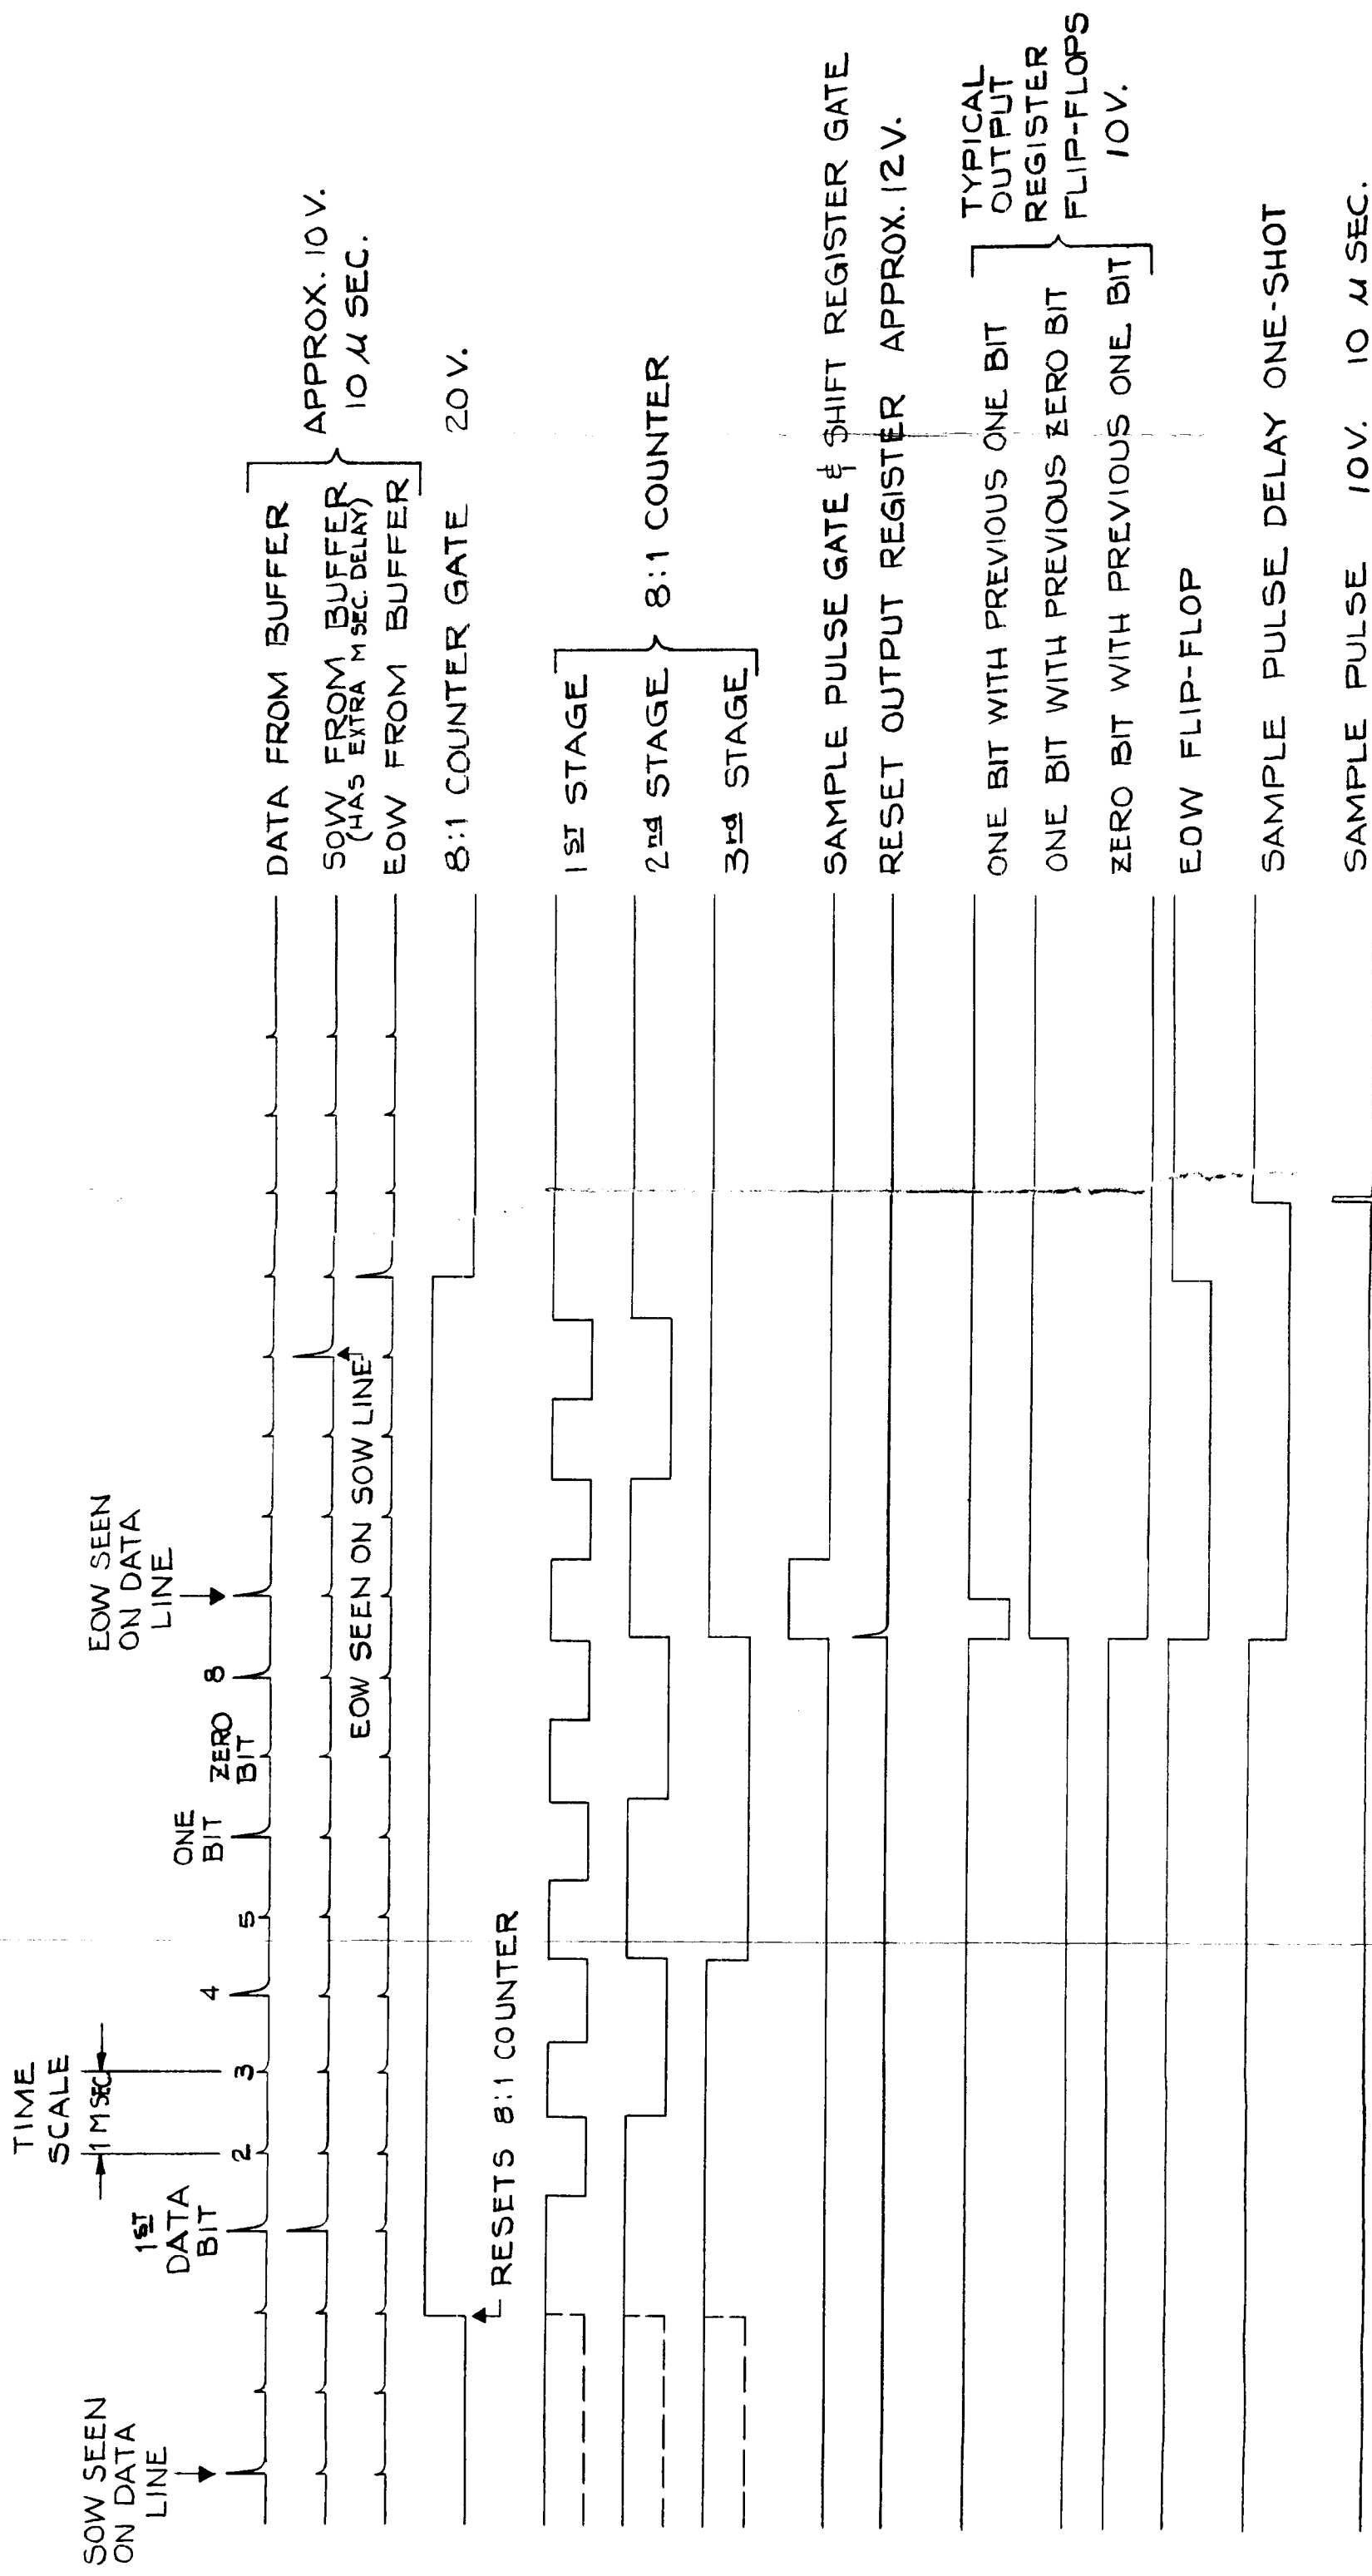 SOW SEEN
ON DATA
LINE
1ST
DATA
BIT
TIME
SCALE
1 M SEC.
2
3
4
5
ONE
BIT
ZERO
BIT
8
EOW SEEN
ON DATA
LINE
DATA FROM BUFFER
SOW FROM BUFFER
(HAS EXTRA M SEC. DELAY)
EOW FROM BUFFER
APPROX. 10 V.
10 μ SEC.
EOW SEEN ON SOW LINE
8:1 COUNTER GATE 20 V.
RESETS 8:1 COUNTER
1ST STAGE
2nd STAGE
3rd STAGE
8:1 COUNTER
SAMPLE PULSE GATE & SHIFT REGISTER GATE
RESET OUTPUT REGISTER APPROX. 12 V.
ONE BIT WITH PREVIOUS ONE BIT
ONE BIT WITH PREVIOUS ZERO BIT
ZERO BIT WITH PREVIOUS ONE BIT
TYPICAL
OUTPUT
REGISTER
FLIP-FLOPS
10 V.
EOW FLIP-FLOP
SAMPLE PULSE DELAY ONE-SHOT
SAMPLE PULSE 10 V. 10 μ SEC.